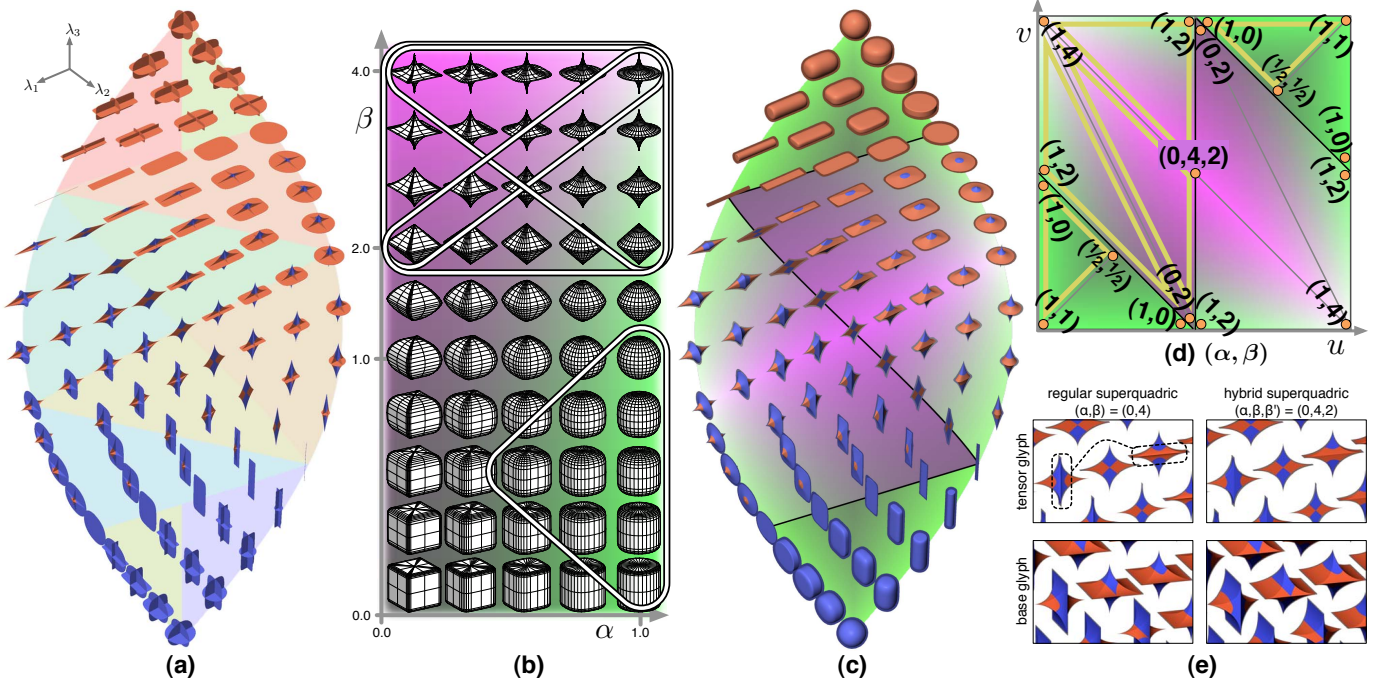 λ₃
λ₁
λ₂
(a)
β
4.0
2.0
1.0
0.0
0.0
α
1.0
(b)
(c)
v
(1,4)
(1,2)
(1,0)
(0,2)
(1,1)
(½,½)
(1,0)
(1,2)
(0,4,2)
(1,2)
(1,0)
(½,½)
(1,1)
(0,2)
(1,0)
(1,2)
(1,4)
u
(d) (α, β)
regular superquadric
(α,β) = (0,4)
hybrid superquadric
(α,β,β') = (0,4,2)
tensor glyph
base glyph
(e)